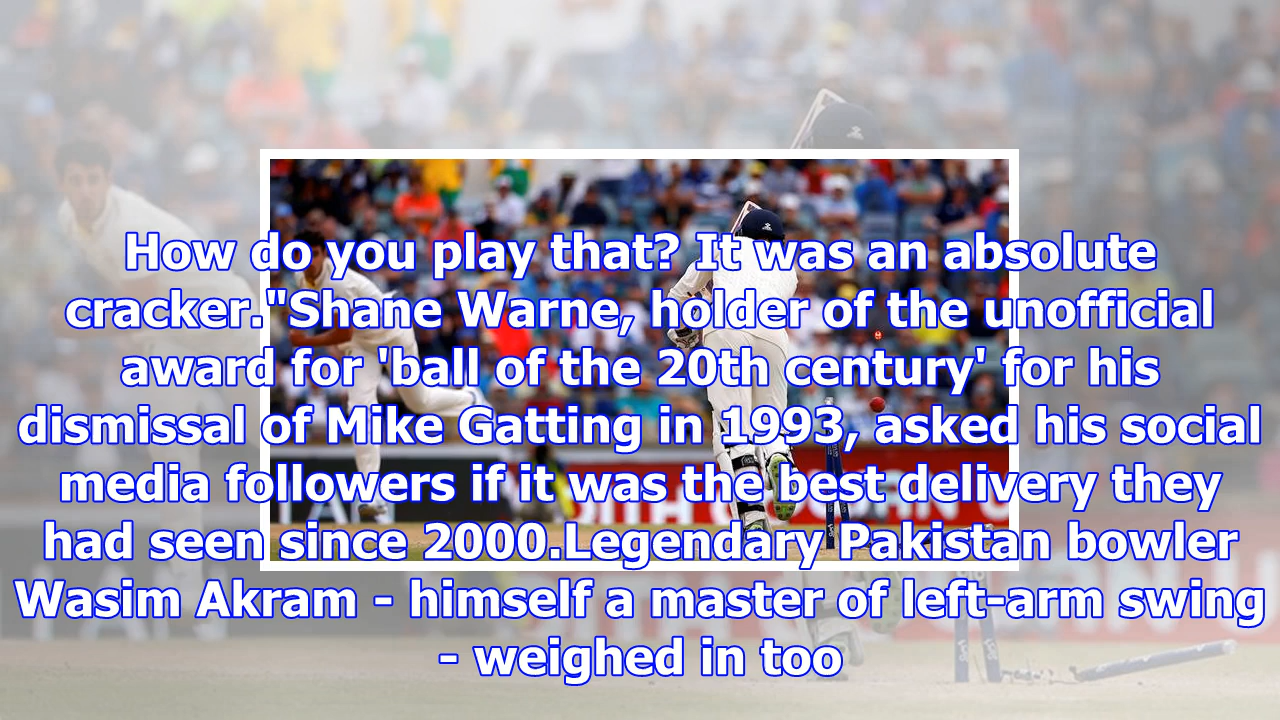 How do you play that? It was an absolute
cracker."Shane Warne, holder of the unofficial
award for 'ball of the 20th century' for his
dismissal of Mike Gatting in 1993, asked his social
media followers if it was the best delivery they
had seen since 2000.Legendary Pakistan bowler
Wasim Akram - himself a master of left-arm swing
- weighed in too